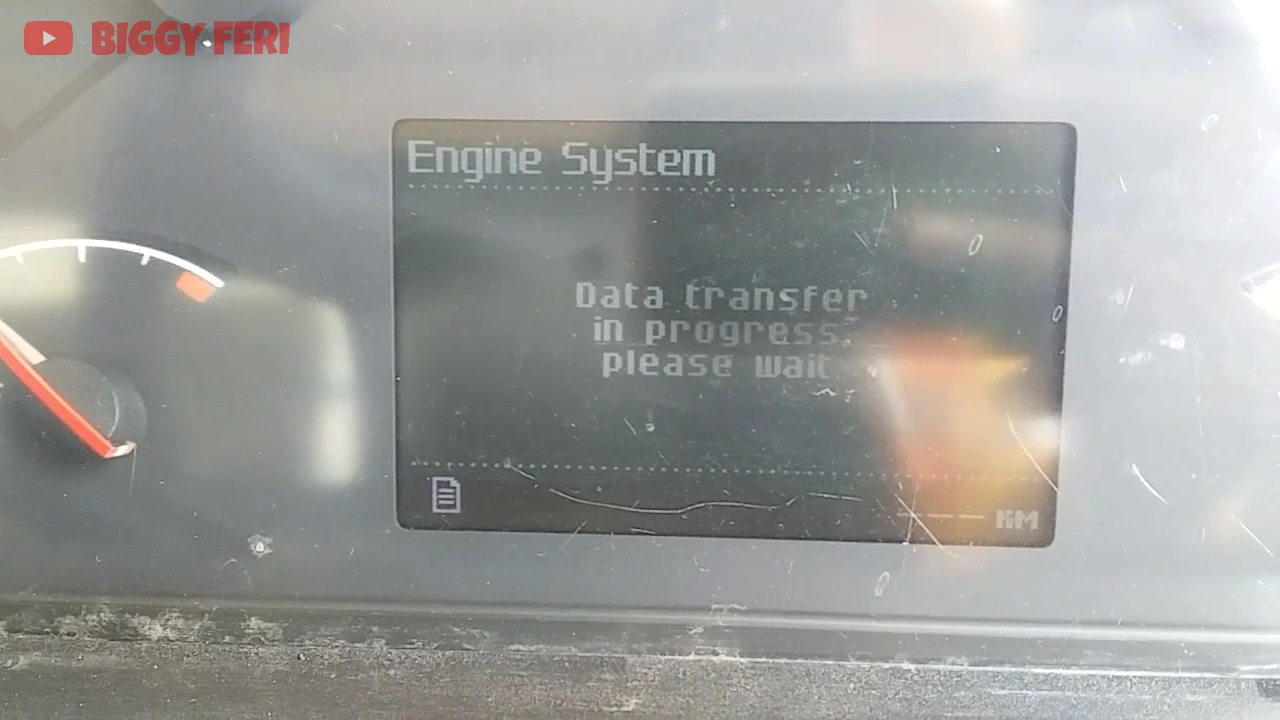 BIGGY FERI
Engine System
Data transfer
in progress,
please wait
--- KM